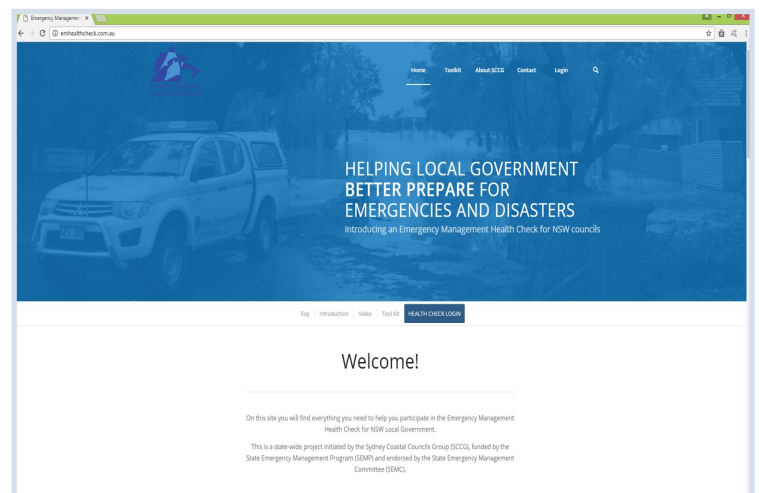 Emergency Management
emhealthcheck.com.au
Home Toolkit About SCCG Contact Login
HELPING LOCAL GOVERNMENT
BETTER PREPARE FOR
EMERGENCIES AND DISASTERS
Introducing an Emergency Management Health Check for NSW councils
Top Introduction Video Tool Kit HEALTH CHECK LOGIN
Welcome!
On this site you will find everything you need to help you participate in the Emergency Management
Health Check for NSW Local Government.
This is a state-wide project initiated by the Sydney Coastal Councils Group (SCCG), funded by the
State Emergency Management Program (SEMP) and endorsed by the State Emergency Management
Committee (SEMC).